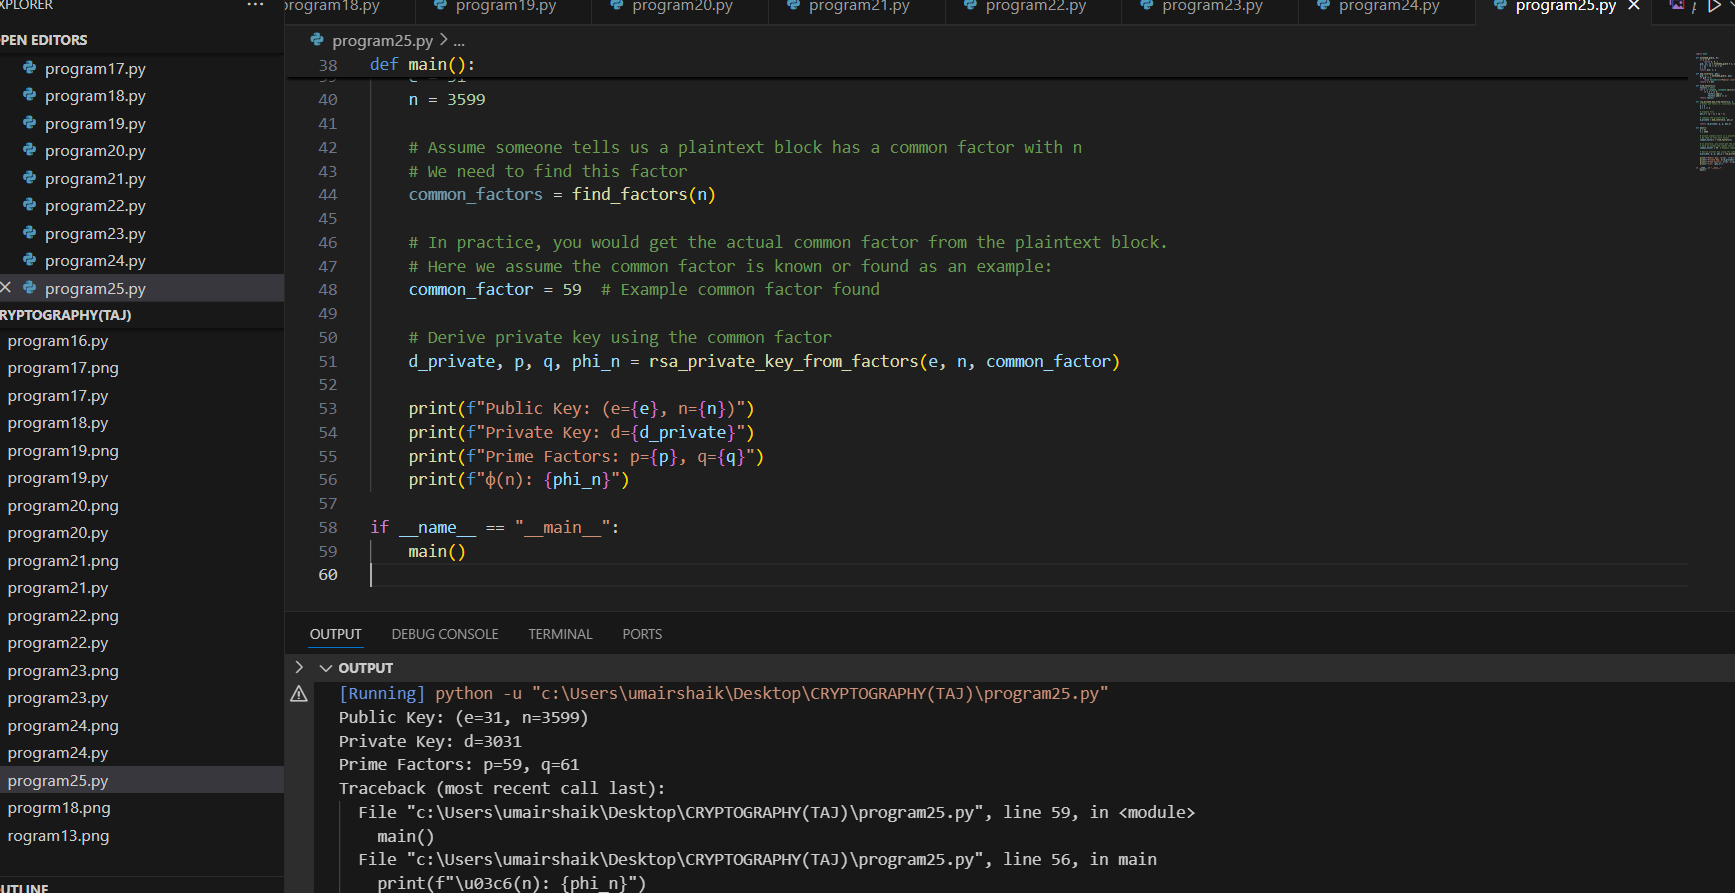 XPLORER ...
program18.py program19.py program20.py program21.py program22.py program23.py program24.py program25.py
PEN EDITORS
program17.py
program18.py
program19.py
program20.py
program21.py
program22.py
program23.py
program24.py
program25.py
RYPTOGRAPHY(TAJ)
program16.py
program17.png
program17.py
program18.py
program19.png
program19.py
program20.png
program20.py
program21.png
program21.py
program22.png
program22.py
program23.png
program23.py
program24.png
program24.py
program25.py
progrm18.png
rogram13.png
UTLINE
program25.py > ...
38 def main():
40 n = 3599
41
42 # Assume someone tells us a plaintext block has a common factor with n
43 # We need to find this factor
44 common_factors = find_factors(n)
45
46 # In practice, you would get the actual common factor from the plaintext block.
47 # Here we assume the common factor is known or found as an example:
48 common_factor = 59  # Example common factor found
49
50 # Derive private key using the common factor
51 d_private, p, q, phi_n = rsa_private_key_from_factors(e, n, common_factor)
52
53 print(f"Public Key: (e={e}, n={n})")
54 print(f"Private Key: d={d_private}")
55 print(f"Prime Factors: p={p}, q={q}")
56 print(f"φ(n): {phi_n}")
57
58 if __name__ == "__main__":
59 main()
60
OUTPUT DEBUG CONSOLE TERMINAL PORTS
OUTPUT
[Running] python -u "c:\Users\umairshaik\Desktop\CRYPTOGRAPHY(TAJ)\program25.py"
Public Key: (e=31, n=3599)
Private Key: d=3031
Prime Factors: p=59, q=61
Traceback (most recent call last):
File "c:\Users\umairshaik\Desktop\CRYPTOGRAPHY(TAJ)\program25.py", line 59, in <module>
main()
File "c:\Users\umairshaik\Desktop\CRYPTOGRAPHY(TAJ)\program25.py", line 56, in main
print(f"\u03c6(n): {phi_n}")